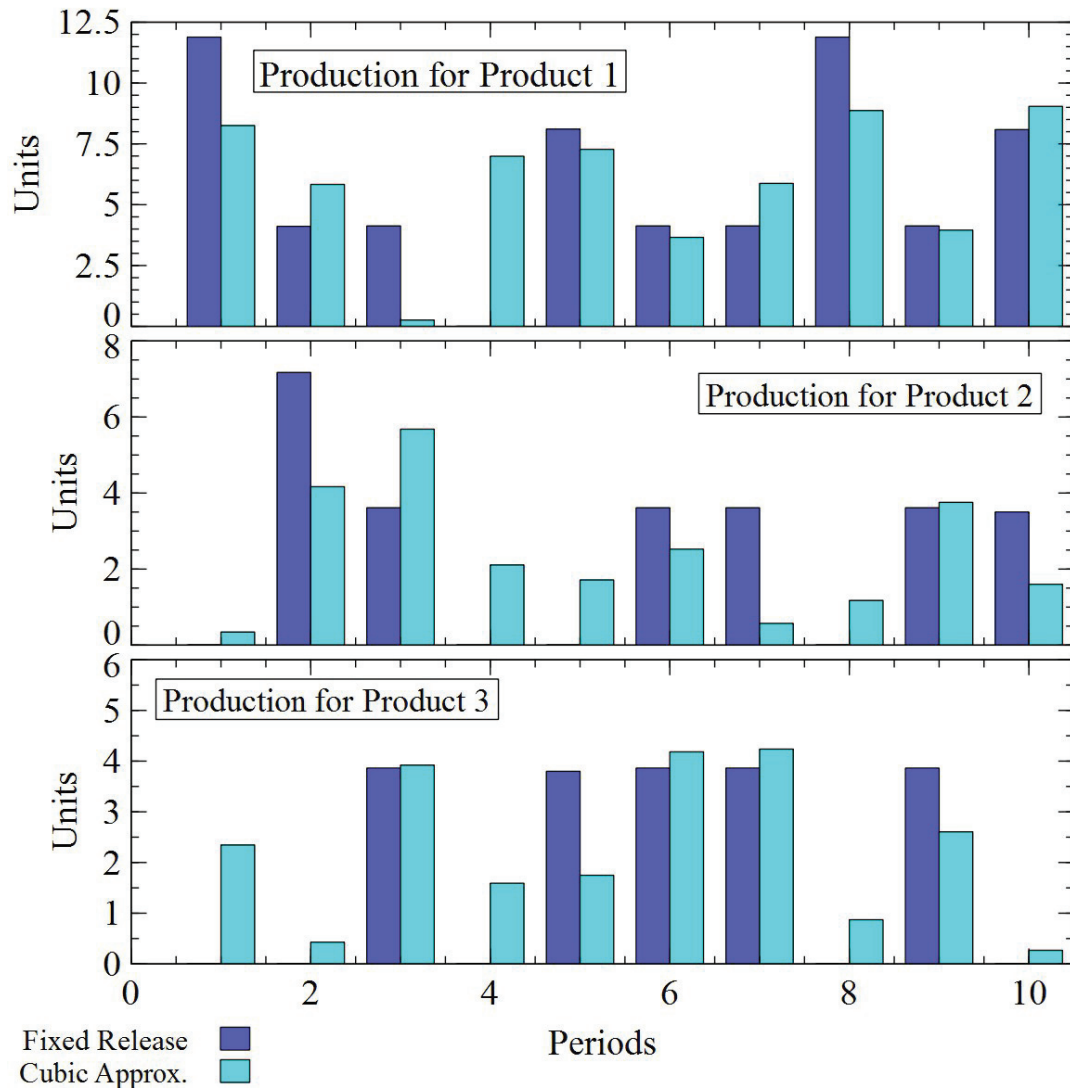 12.5
10
7.5
5
2.5
0
Units
Production for Product 1
8
6
4
2
0
Units
Production for Product 2
6
5
4
3
2
1
0
Units
Production for Product 3
0 2 4 6 8 10
Periods
Fixed Release
Cubic Approx.